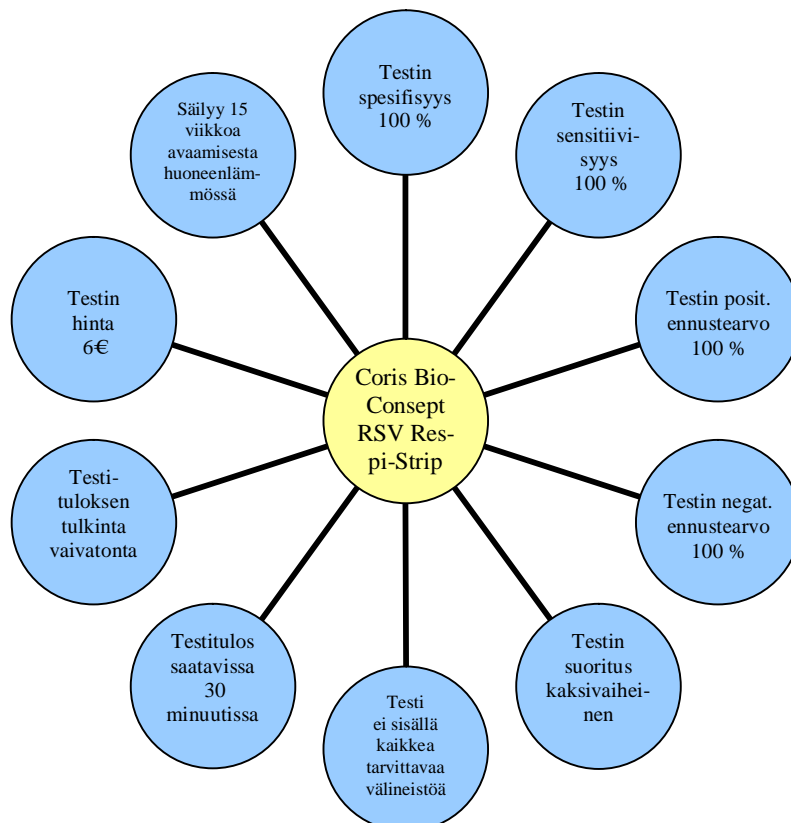 Testin
spesifisyys
100 %
Testin
sensitiivi-
syys
100 %
Testin posit.
ennustearvo
100 %
Testin negat.
ennustearvo
100 %
Testin
suoritus
kaksivaihei-
nen
Testi
ei sisällä
kaikkea
tarvittavaa
välineistöä
Testitulos
saatavissa
30
minuutissa
Testi-
tuloksen
tulkinta
vaivatonta
Testin
hinta
6€
Säilyy 15
viikkoa
avaamisesta
huoneenläm-
mössä
Coris Bio-
Consept
RSV Res-
pi-Strip